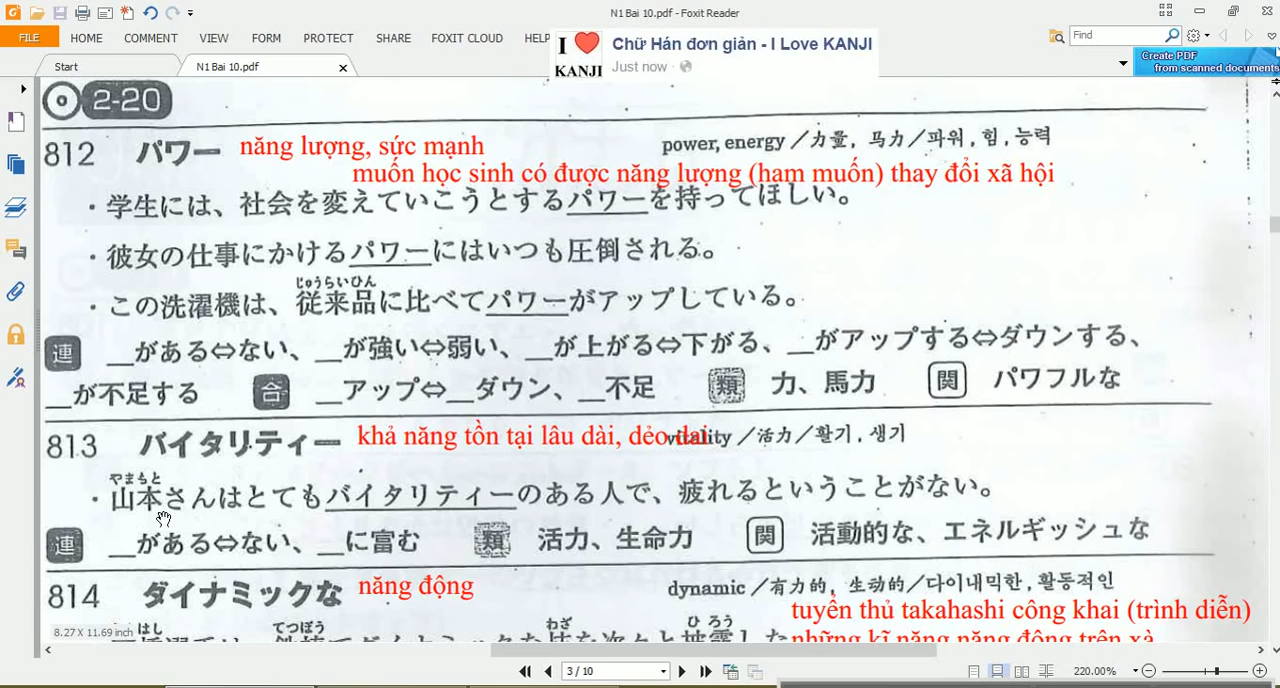 N1 Bai 10.pdf - Foxit Reader
FILE HOME COMMENT VIEW FORM PROTECT SHARE FOXIT CLOUD HELP
Find
I ❤ KANJI
Chữ Hán đơn giản - I Love KANJI
Just now
Start
N1 Bai 10.pdf
Create PDF
from scanned documents
2-20
812 パワー năng lượng, sức mạnh power, energy／力量, 马力／파워, 힘, 능력
muốn học sinh có được năng lượng (ham muốn) thay đổi xã hội
・学生には、社会を変えていこうとするパワーを持ってほしい。
・彼女の仕事にかけるパワーにはいつも圧倒される。
じゅうらいひん
・この洗濯機は、従来品に比べてパワーがアップしている。
連 __がある⇔ない、__が強い⇔弱い、__が上がる⇔下がる、__がアップする⇔ダウンする、
__が不足する 合 __アップ⇔__ダウン、__不足 類 力、馬力 関 パワフルな
813 バイタリティー khả năng tồn tại lâu dài, dẻo dai vitality／活力／활기, 생기
やまもと
・山本さんはとてもバイタリティーのある人で、疲れるということがない。
連 __がある⇔ない、__に富む 類 活力、生命力 関 活動的な、エネルギッシュな
814 ダイナミックな năng động dynamic／有力的, 生动的／다이내믹한, 활동적인
tuyển thủ takahashi công khai (trình diễn)
はし てつぼう わざ ひろう
những kĩ năng năng động trên xà
8.27 X 11.69 inch
3 / 10
220.00%